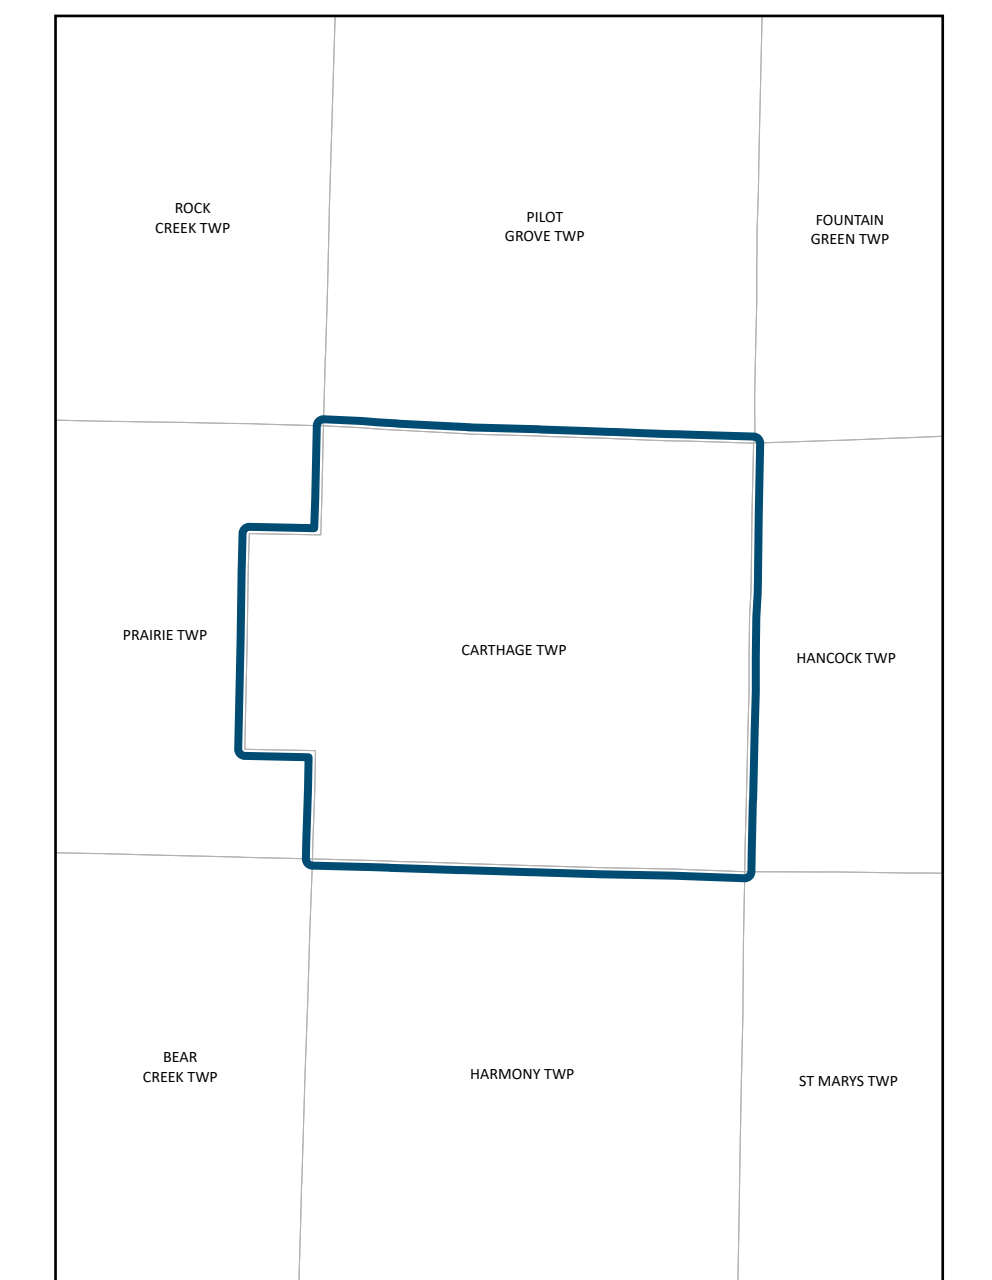 ROCK
CREEK TWP
PILOT
GROVE TWP
FOUNTAIN
GREEN TWP
PRAIRIE TWP
CARTHAGE TWP
HANCOCK TWP
BEAR
CREEK TWP
HARMONY TWP
ST MARYS TWP